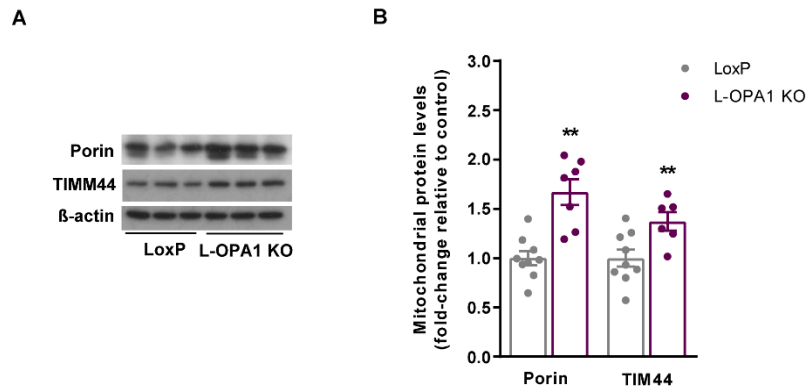 A
Porin
TIMM44
ß-actin
LoxP L-OPA1 KO
B
Mitochondrial protein levels
(fold-change relative to control)
3.0
2.5
2.0
1.5
1.0
0.5
0.0
LoxP
L-OPA1 KO
**
**
Porin TIM44